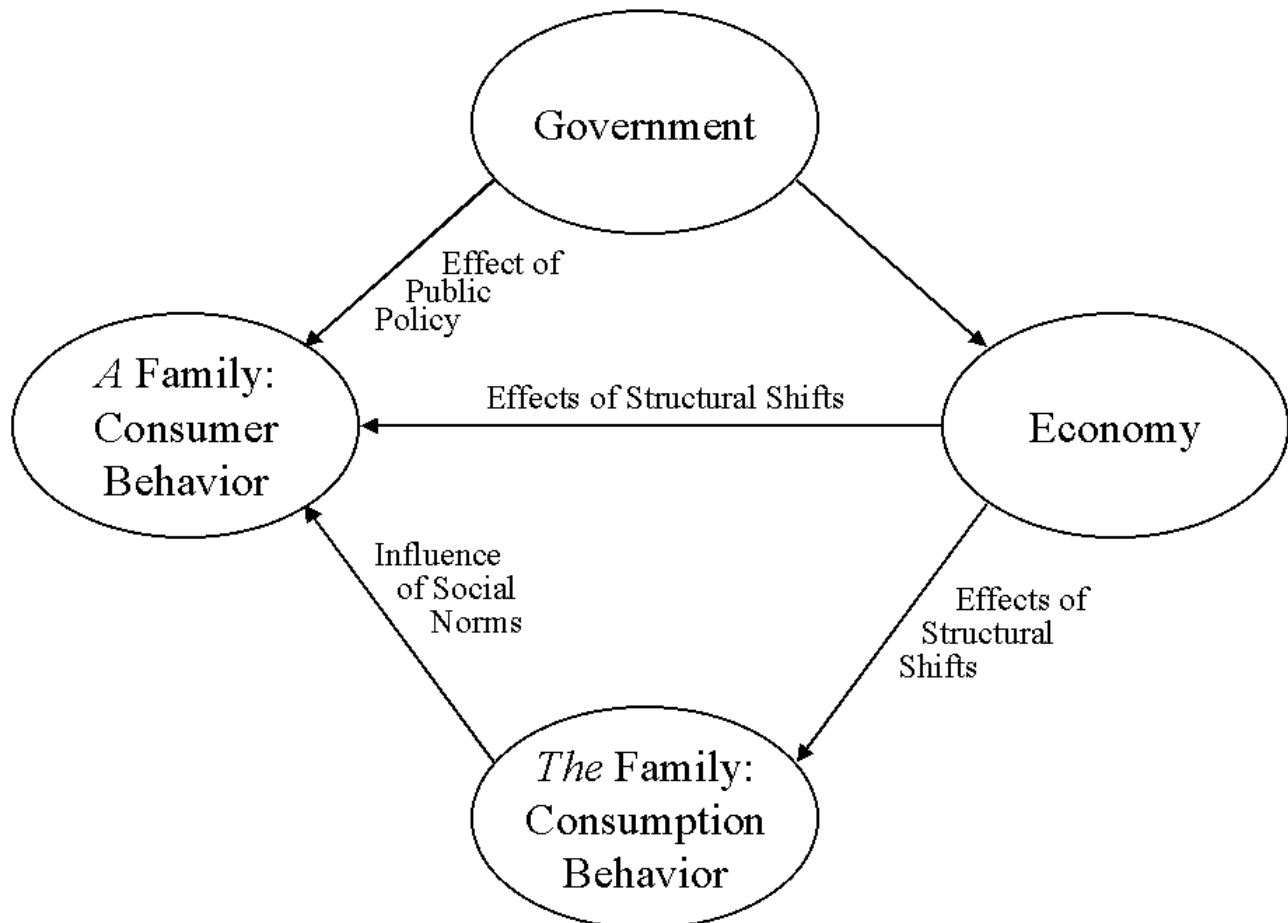 Government
Effect of
Public
Policy
A Family:
Consumer
Behavior
Effects of Structural Shifts
Economy
Influence
of Social
Norms
Effects of
Structural
Shifts
The Family:
Consumption
Behavior